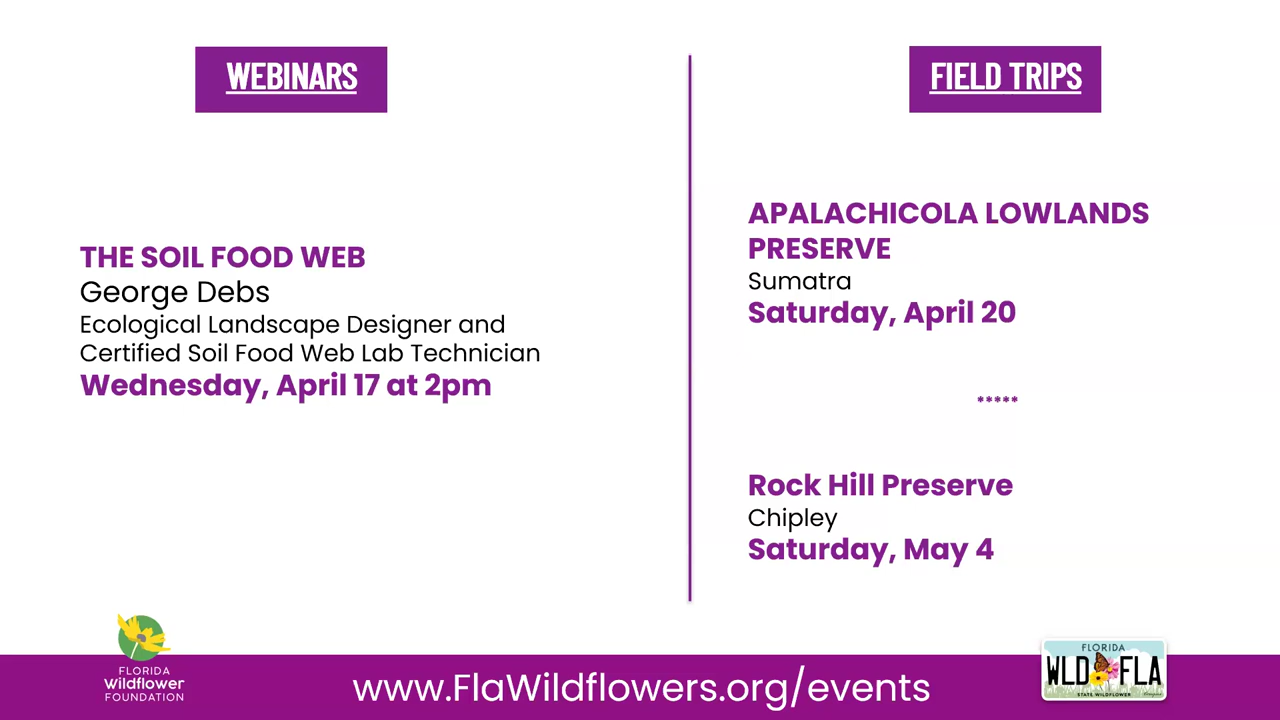 WEBINARS
THE SOIL FOOD WEB
George Debs
Ecological Landscape Designer and
Certified Soil Food Web Lab Technician
Wednesday, April 17 at 2pm
FIELD TRIPS
APALACHICOLA LOWLANDS
PRESERVE
Sumatra
Saturday, April 20
*****
Rock Hill Preserve
Chipley
Saturday, May 4
FLORIDA
Wildflower
FOUNDATION
www.FlaWildflowers.org/events
FLORIDA
WLD FLA
STATE WILDFLOWER